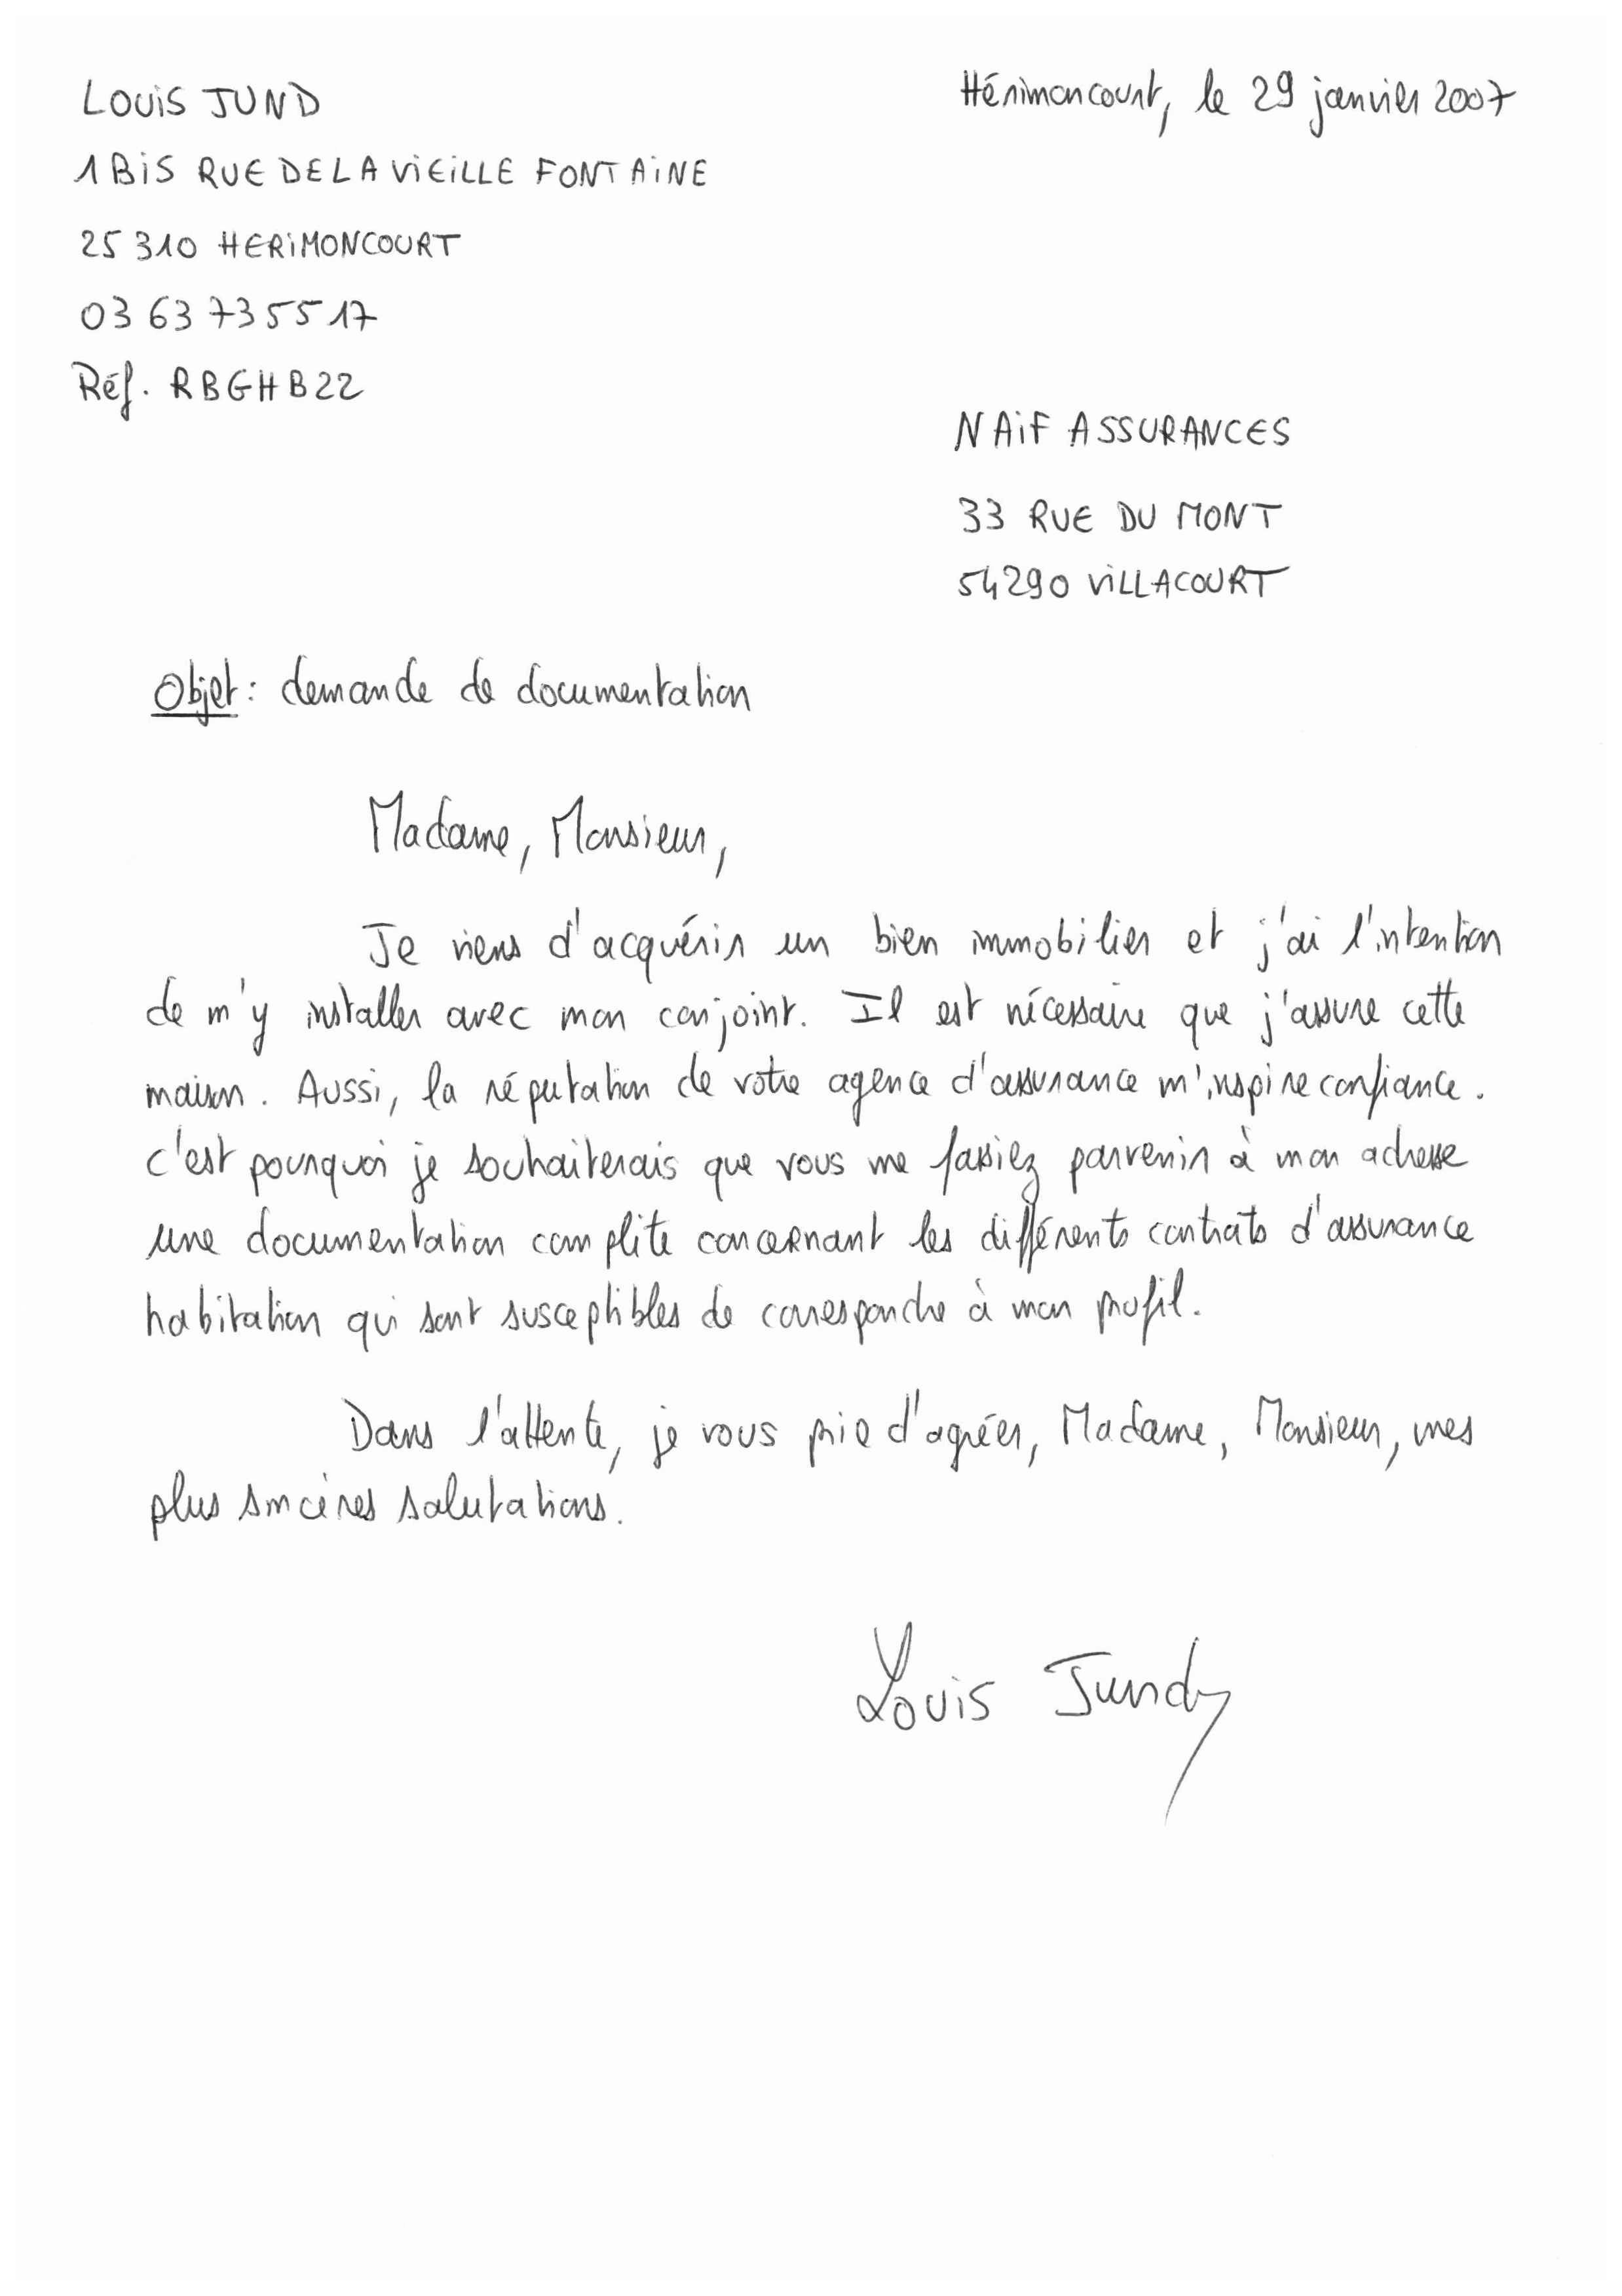 LOUIS JUND
1 BIS RUE DE LA VIEILLE FONTAINE
25 310 HERIMONCOURT
03 63 73 55 17
Réf. RBGHB22
Hérimoncourt, le 29 janvier 2007
NAIF ASSURANCES
33 RUE DU MONT
54290 VILLACOURT
Objet : demande de documentation
Madame, Monsieur,
Je viens d'acquérir un bien immobilier et j'ai l'intention
de m'y installer avec mon conjoint. Il est nécessaire que j'assure cette
maison. Aussi, la réputation de votre agence d'assurance m'inspire confiance.
c'est pourquoi je souhaiterais que vous me fassiez parvenir à mon adresse
une documentation complète concernant les différents contrats d'assurance
habitation qui sont susceptibles de correspondre à mon profil.
Dans l'attente, je vous prie d'agréer, Madame, Monsieur, mes
plus sincères salutations.
Louis Jund